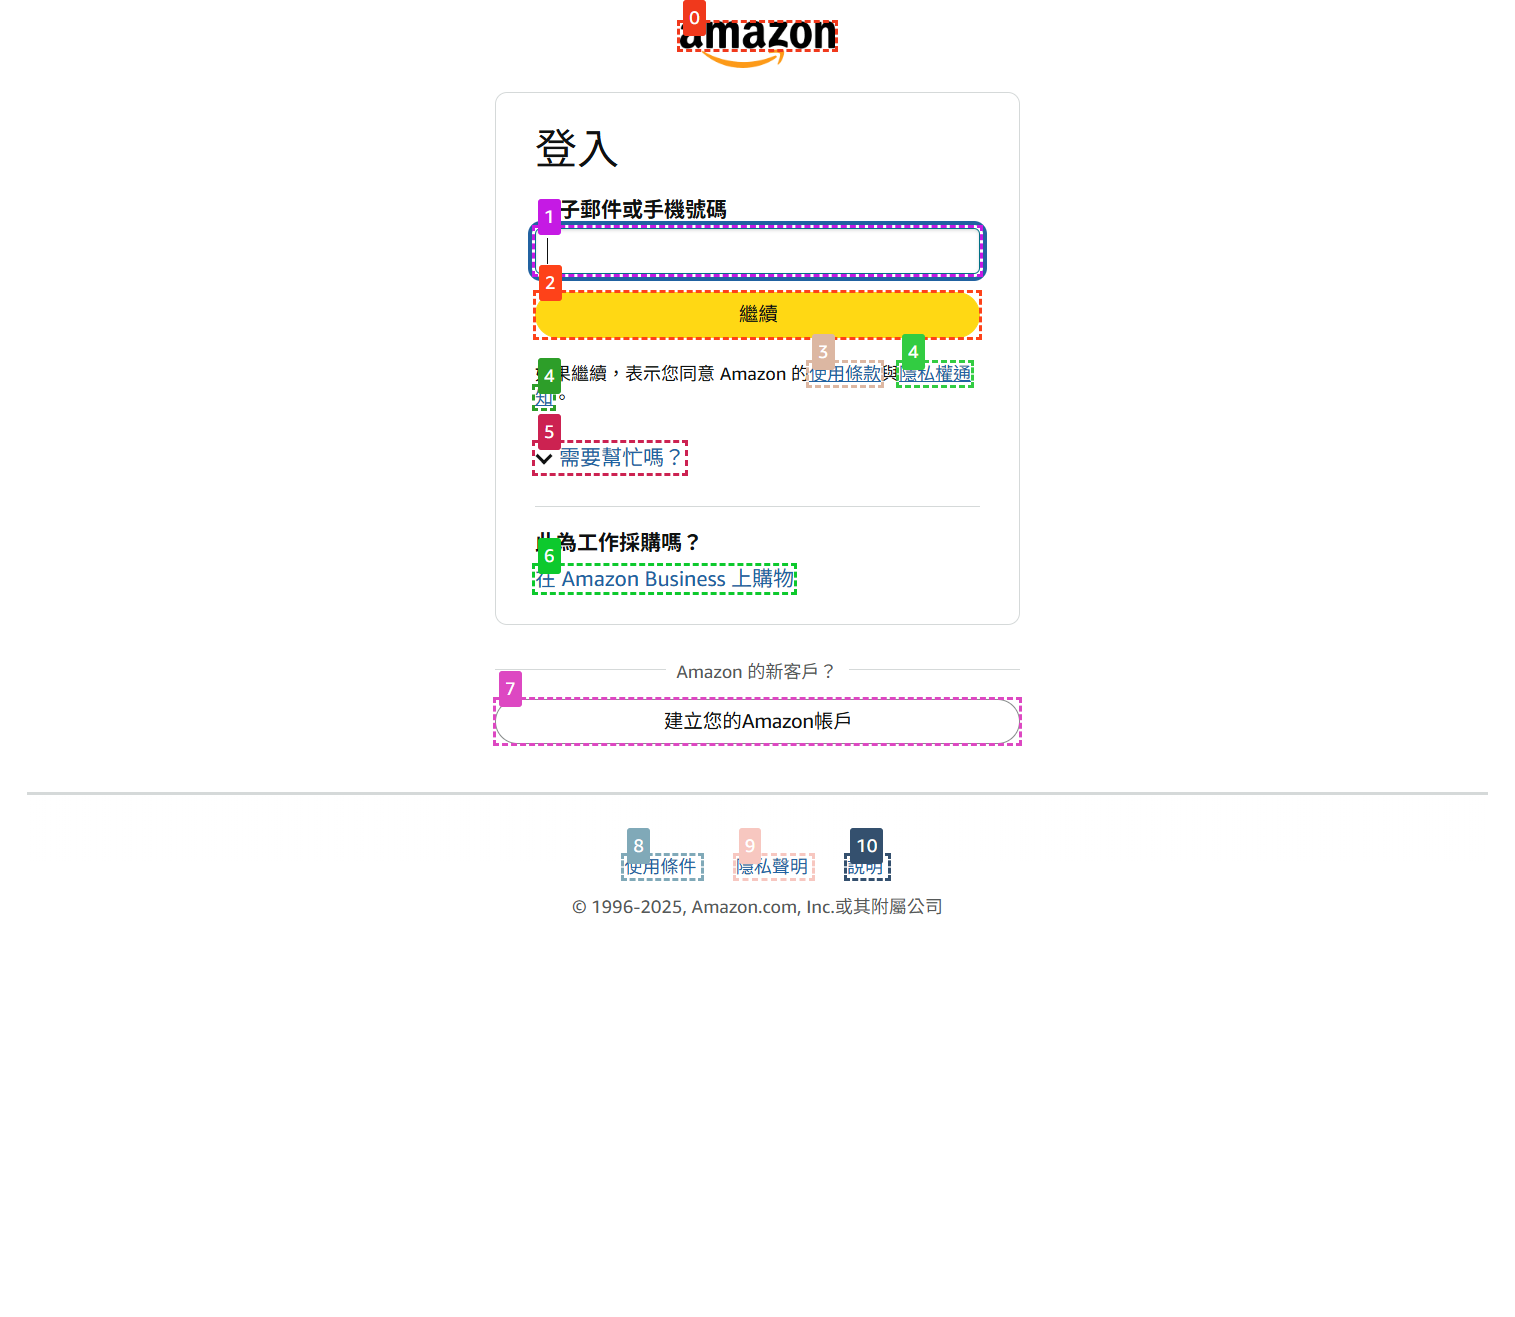 0
amazon
登入
1
子郵件或手機號碼
2
繼續
3
4
4
果繼續，表示您同意 Amazon 的使用條款與隱私權通
知。
5
需要幫忙嗎？
此為工作採購嗎？
6
在 Amazon Business 上購物
Amazon 的新客戶？
7
建立您的Amazon帳戶
8
9
10
使用條件
隱私聲明
說明
© 1996-2025, Amazon.com, Inc.或其附屬公司